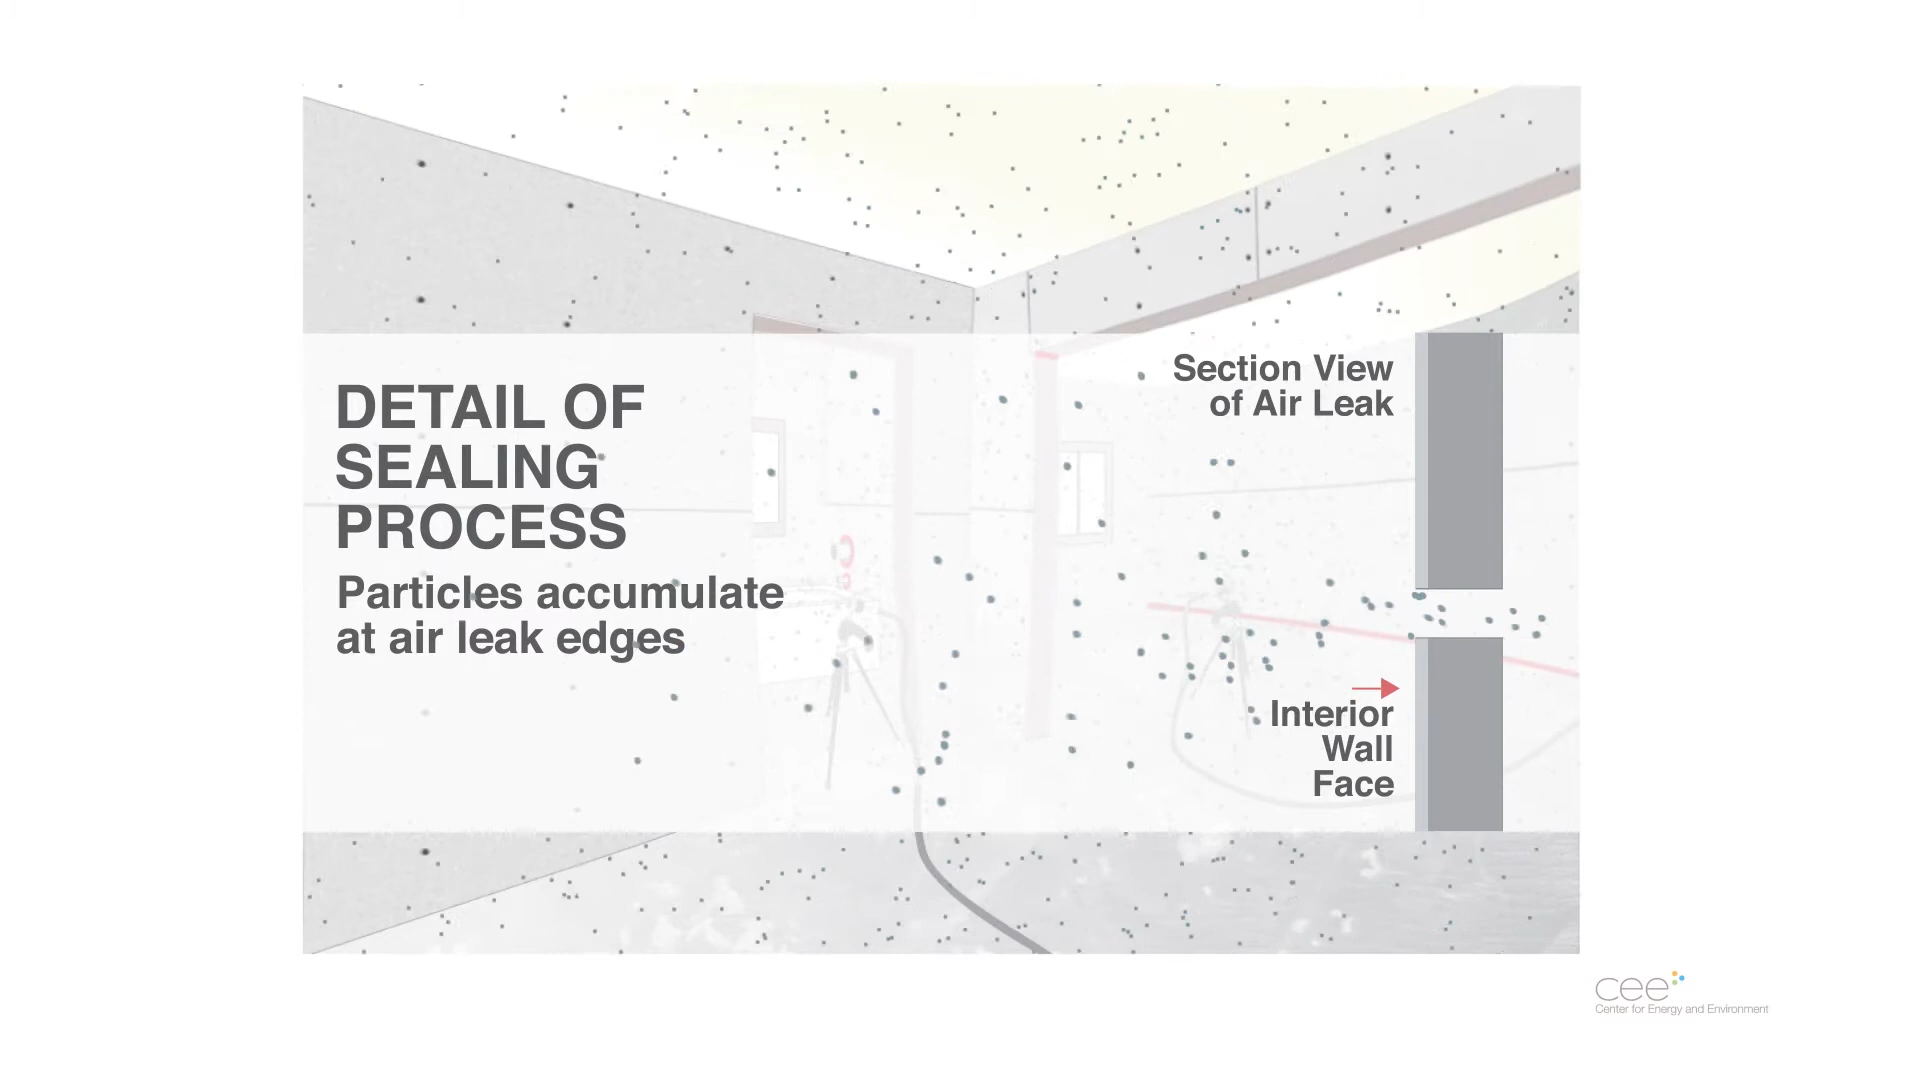 DETAIL OF
SEALING
PROCESS
Particles accumulate
at air leak edges
Section View
of Air Leak
Interior
Wall
Face
cee
Center for Energy and Environment